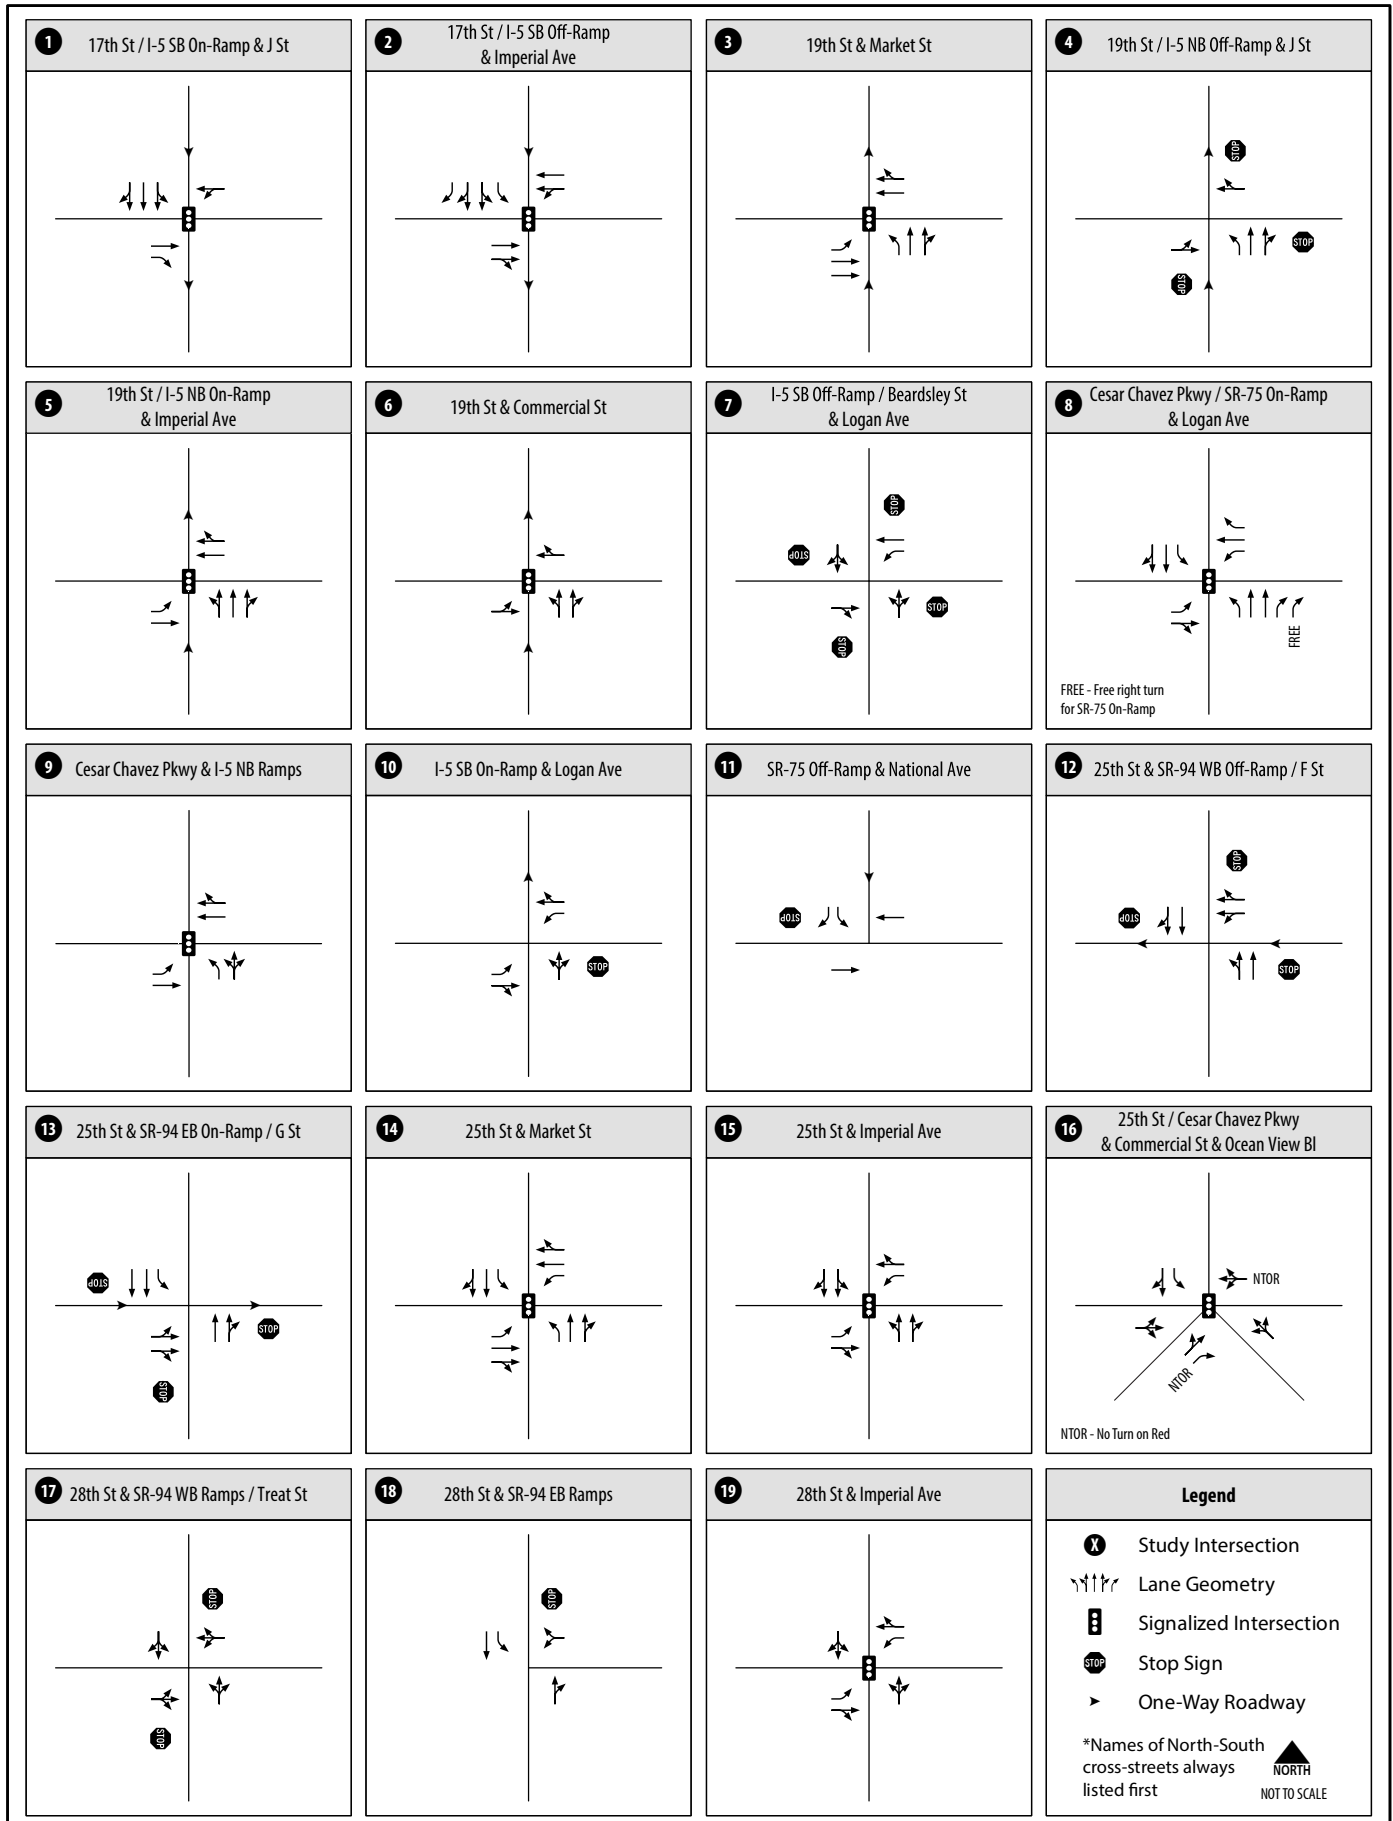 1
17th St / I-5 SB On-Ramp & J St
2
17th St / I-5 SB Off-Ramp
& Imperial Ave
3
19th St & Market St
4
19th St / I-5 NB Off-Ramp & J St
STOP
STOP
STOP
5
19th St / I-5 NB On-Ramp
& Imperial Ave
6
19th St & Commercial St
7
I-5 SB Off-Ramp / Beardsley St
& Logan Ave
STOP
STOP
STOP
STOP
8
Cesar Chavez Pkwy / SR-75 On-Ramp
& Logan Ave
FREE
FREE - Free right turn
for SR-75 On-Ramp
9
Cesar Chavez Pkwy & I-5 NB Ramps
10
I-5 SB On-Ramp & Logan Ave
STOP
11
SR-75 Off-Ramp & National Ave
STOP
12
25th St & SR-94 WB Off-Ramp / F St
STOP
STOP
STOP
13
25th St & SR-94 EB On-Ramp / G St
STOP
STOP
STOP
14
25th St & Market St
15
25th St & Imperial Ave
16
25th St / Cesar Chavez Pkwy
& Commercial St & Ocean View Bl
NTOR
NTOR
NTOR - No Turn on Red
17
28th St & SR-94 WB Ramps / Treat St
STOP
STOP
18
28th St & SR-94 EB Ramps
STOP
19
28th St & Imperial Ave
Legend
X Study Intersection
Lane Geometry
Signalized Intersection
STOP Stop Sign
One-Way Roadway
*Names of North-South
cross-streets always
listed first
NORTH
NOT TO SCALE